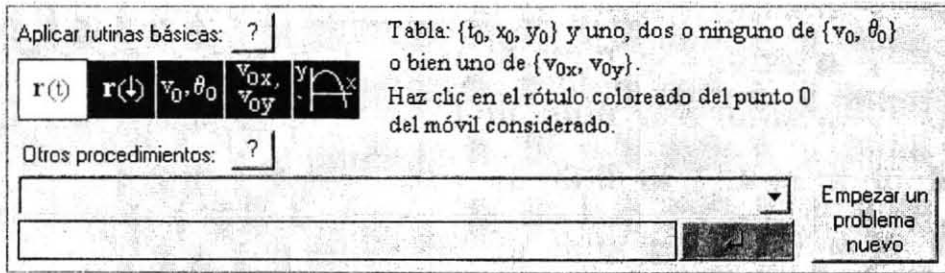 Aplicar rutinas básicas: ?
r(t) r(↓) v₀,θ₀ v₀ₓ, v₀y y x
Tabla: {t₀, x₀, y₀} y uno, dos o ninguno de {v₀, θ₀}
o bien uno de {v₀ₓ, v₀y}.
Haz clic en el rótulo coloreado del punto 0
del móvil considerado.
Otros procedimientos: ?
Empezar un
problema
nuevo